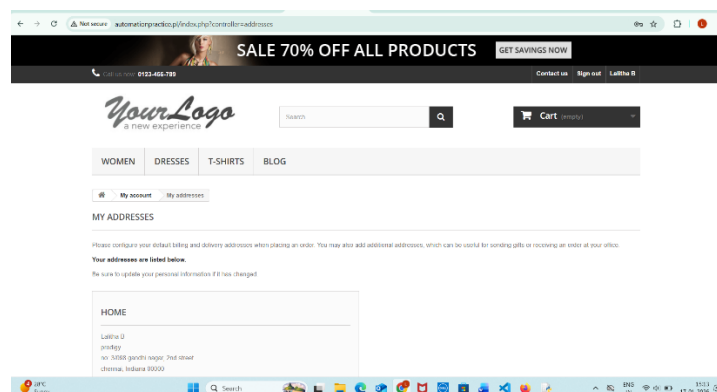 Not secure automationpractice.pl/index.php?controller=addresses
SALE 70% OFF ALL PRODUCTS GET SAVINGS NOW
Call us now: 0123-456-789 Contact us Sign out Lalitha B
YourLogo
a new experience
Search
Cart (empty)
WOMEN DRESSES T-SHIRTS BLOG
My account My addresses
MY ADDRESSES
Please configure your default billing and delivery addresses when placing an order. You may also add additional addresses, which can be useful for sending gifts or receiving an order at your office.
Your addresses are listed below.
Be sure to update your personal information if it has changed.
HOME
Lalitha B
prodigy
gandhi nagar, 2nd street
chennai, Indiana 90000
Search
ENG